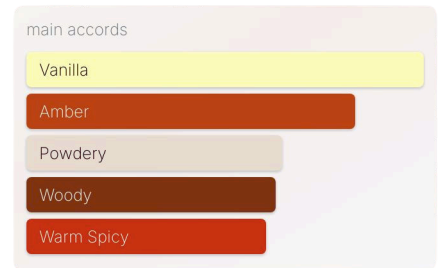 main accords
Vanilla
Amber
Powdery
Woody
Warm Spicy